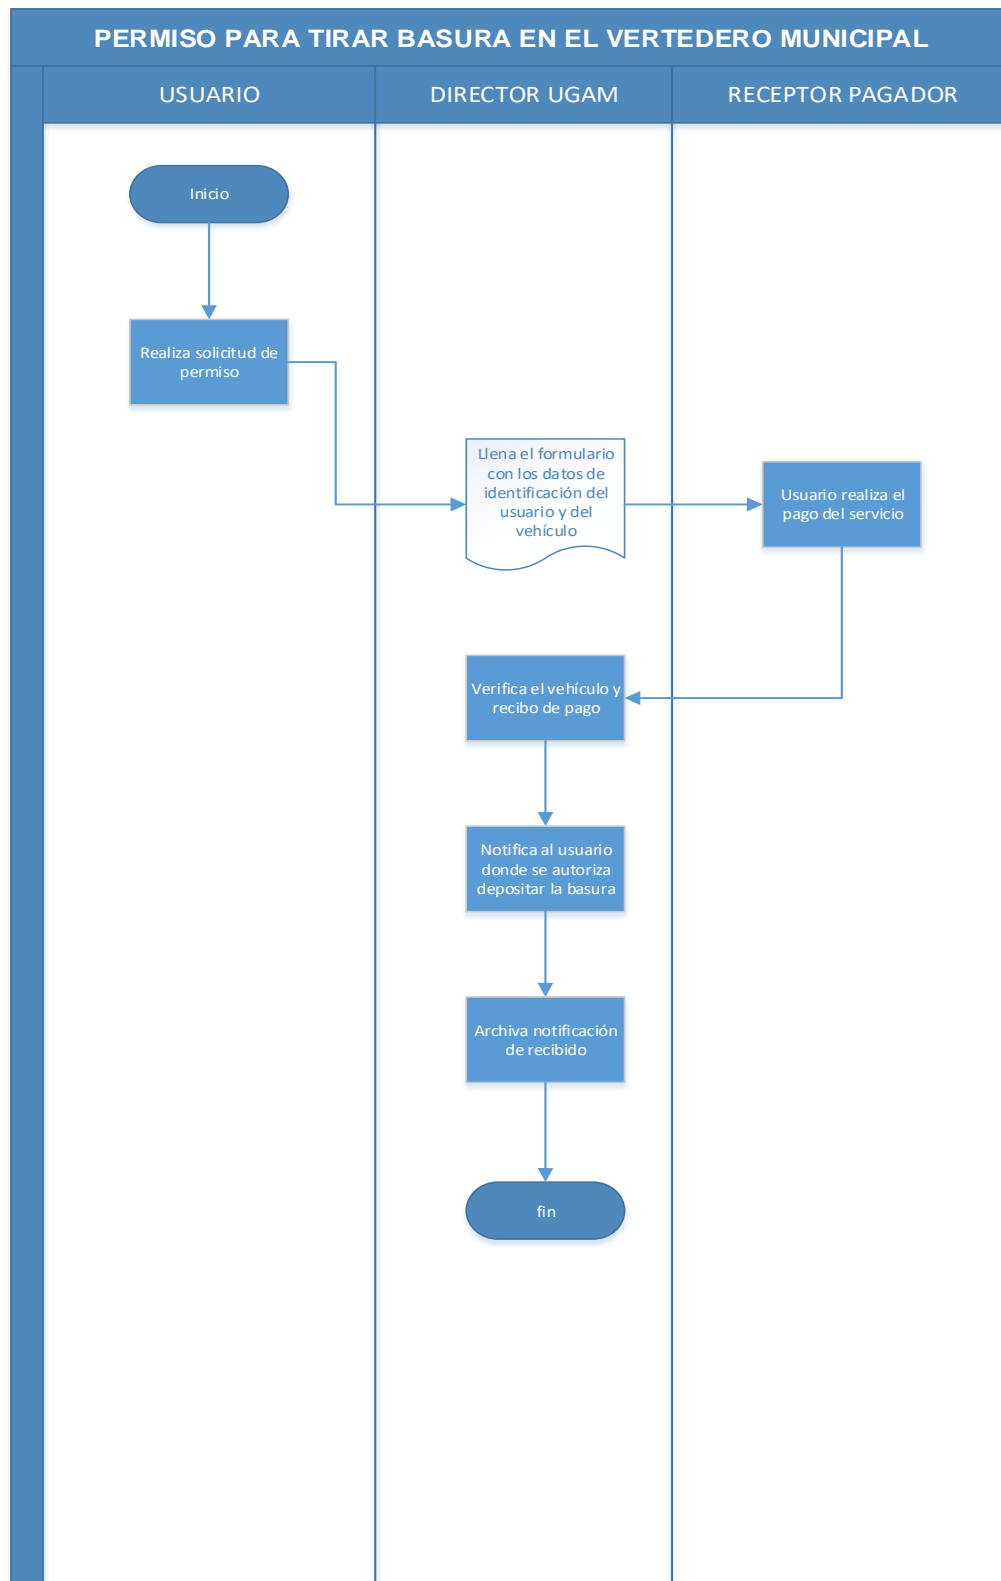 PERMISO PARA TIRAR BASURA EN EL VERTEDERO MUNICIPAL
USUARIO
DIRECTOR UGAM
RECEPTOR PAGADOR
Inicio
Realiza solicitud de
permiso
Llena el formulario
con los datos de
identificación del
usuario y del
vehículo
Usuario realiza el
pago del servicio
Verifica el vehículo y
recibo de pago
Notifica al usuario
donde se autoriza
depositar la basura
Archiva notificación
de recibido
fin